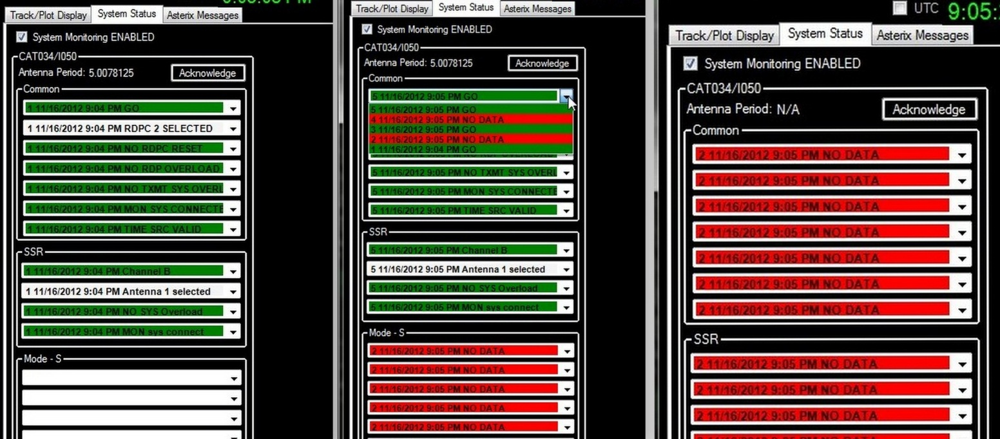 Track/Plot Display System Status Asterix Messages
System Monitoring ENABLED
CAT034/I050
Antenna Period: 5.0078125 Acknowledge
Common
1 11/16/2012 9:04 PM GO
1 11/16/2012 9:04 PM RDPC 2 SELECTED
1 11/16/2012 9:04 PM NO RDPC RESET
1 11/16/2012 9:04 PM NO RDP OVERLOAD
1 11/16/2012 9:04 PM NO TXMT SYS OVERL
1 11/16/2012 9:04 PM MON SYS CONNECTE
1 11/16/2012 9:04 PM TIME SRC VALID
SSR
1 11/16/2012 9:04 PM Channel B
1 11/16/2012 9:04 PM Antenna 1 selected
1 11/16/2012 9:04 PM NO SYS Overload
1 11/16/2012 9:04 PM MON sys connect
Mode - S
Track/Plot Display System Status Asterix Messages
System Monitoring ENABLED
CAT034/I050
Antenna Period: 5.0078125 Acknowledge
Common
5 11/16/2012 9:05 PM GO
5 11/16/2012 9:05 PM GO
4 11/16/2012 9:05 PM NO DATA
3 11/16/2012 9:05 PM GO
2 11/16/2012 9:05 PM NO DATA
1 11/16/2012 9:04 PM GO
5 11/16/2012 9:05 PM NO TXMT SYS OVERL
5 11/16/2012 9:05 PM MON SYS CONNECTE
5 11/16/2012 9:05 PM TIME SRC VALID
SSR
5 11/16/2012 9:05 PM Channel B
5 11/16/2012 9:05 PM Antenna 1 selected
5 11/16/2012 9:05 PM NO SYS Overload
5 11/16/2012 9:05 PM MON sys connect
Mode - S
2 11/16/2012 9:05 PM NO DATA
2 11/16/2012 9:05 PM NO DATA
2 11/16/2012 9:05 PM NO DATA
2 11/16/2012 9:05 PM NO DATA
2 11/16/2012 9:05 PM NO DATA
UTC 9:05:
Track/Plot Display System Status Asterix Messages
System Monitoring ENABLED
CAT034/I050
Antenna Period: N/A Acknowledge
Common
2 11/16/2012 9:05 PM NO DATA
2 11/16/2012 9:05 PM NO DATA
2 11/16/2012 9:05 PM NO DATA
2 11/16/2012 9:05 PM NO DATA
2 11/16/2012 9:05 PM NO DATA
2 11/16/2012 9:05 PM NO DATA
2 11/16/2012 9:05 PM NO DATA
SSR
2 11/16/2012 9:05 PM NO DATA
2 11/16/2012 9:05 PM NO DATA
2 11/16/2012 9:05 PM NO DATA